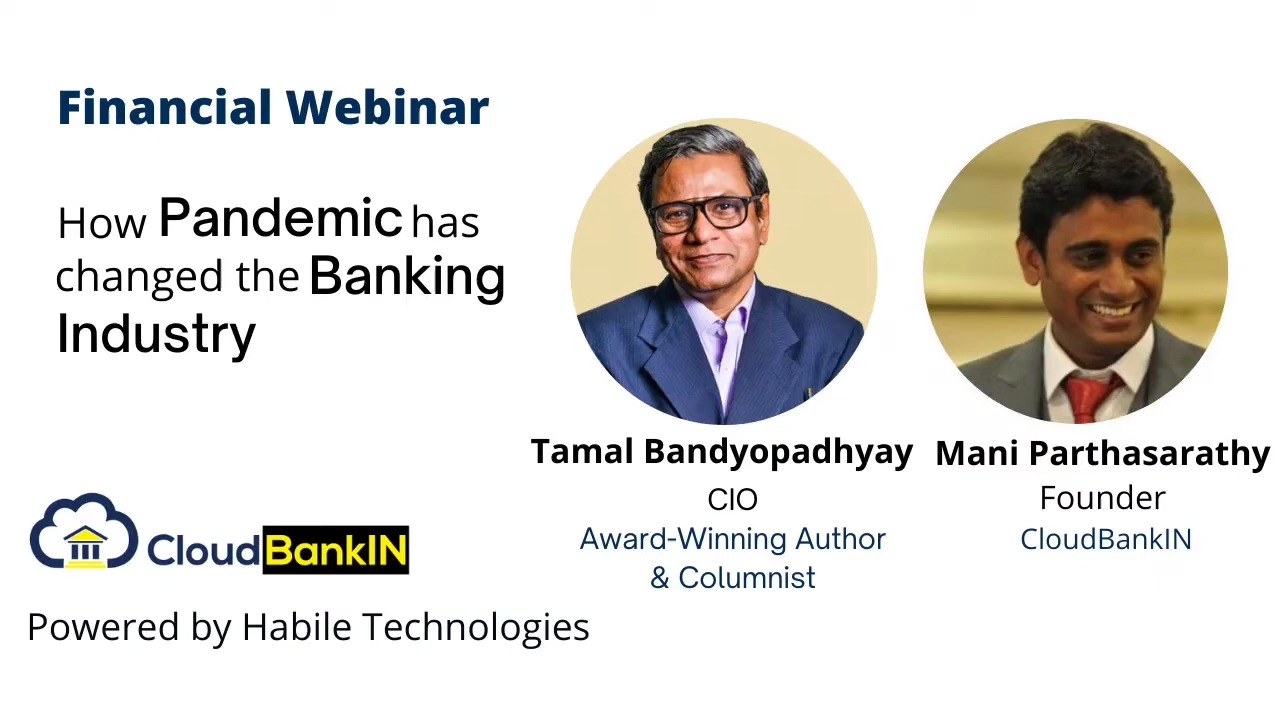 Financial Webinar
How Pandemic has
changed the Banking
Industry
Tamal Bandyopadhyay
CIO
Award-Winning Author
& Columnist
Mani Parthasarathy
Founder
CloudBankIN
CloudBankIN
Powered by Habile Technologies